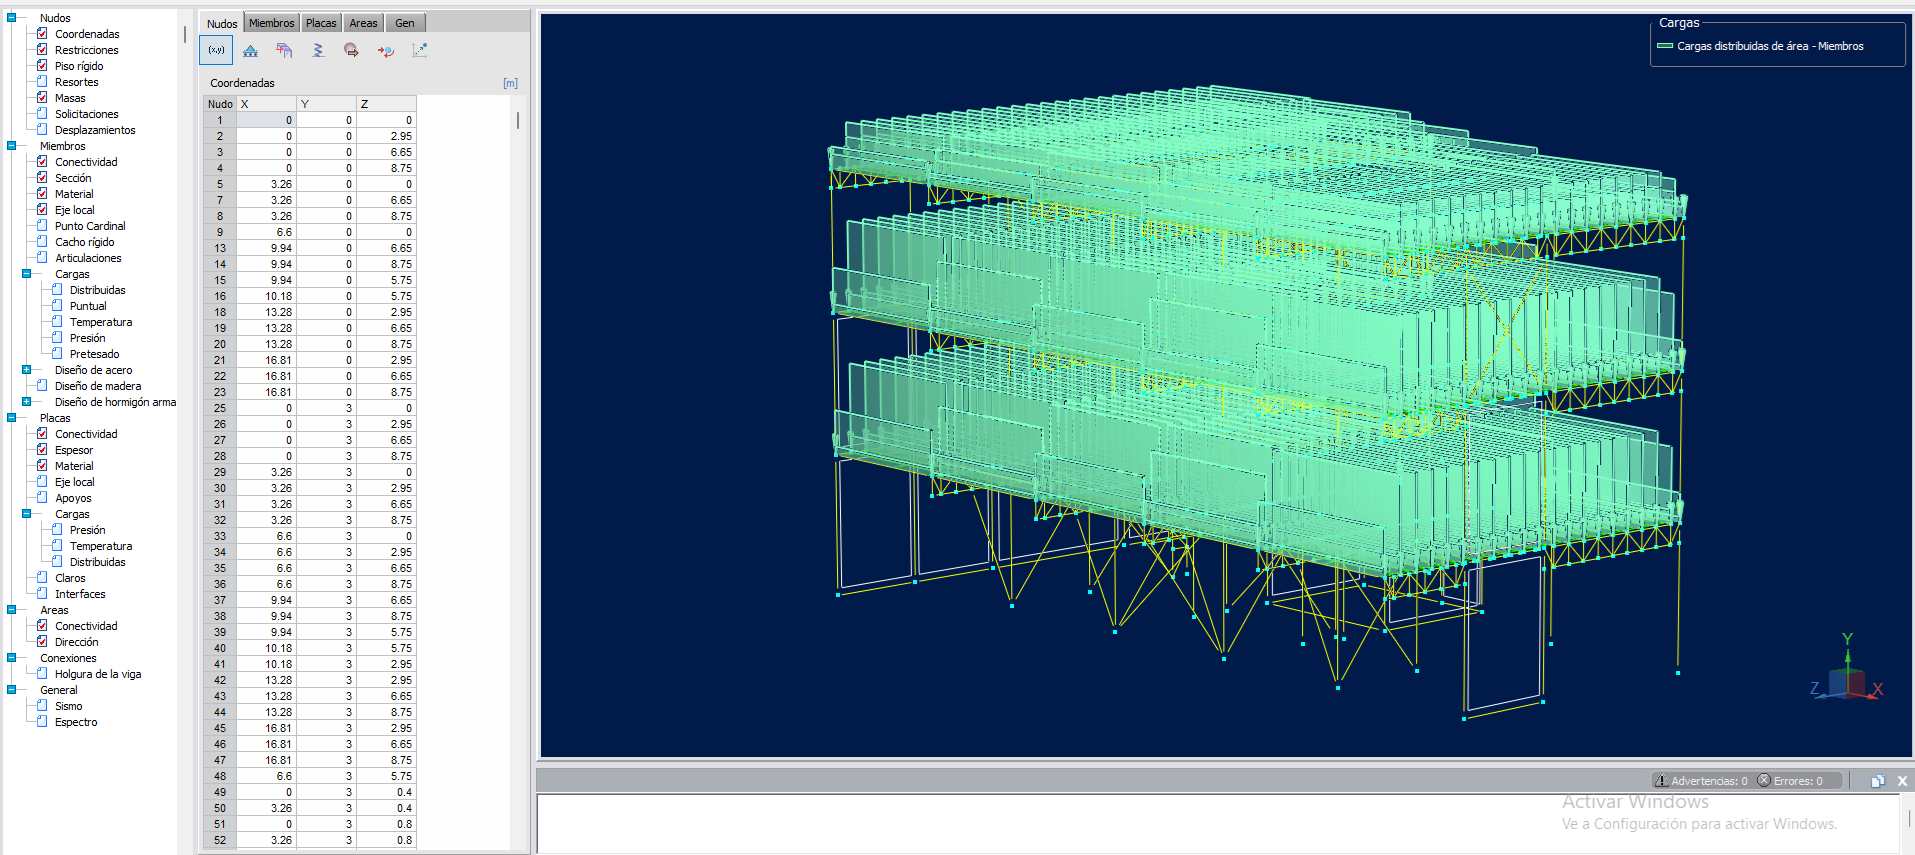 Nudos
Coordenadas
Restricciones
Piso rígido
Resortes
Masas
Solicitaciones
Desplazamientos
Miembros
Conectividad
Sección
Material
Eje local
Punto Cardinal
Cacho rígido
Articulaciones
Cargas
Distribuidas
Puntual
Temperatura
Presión
Pretesado
Diseño de acero
Diseño de madera
Diseño de hormigón arma
Placas
Conectividad
Espesor
Material
Eje local
Apoyos
Cargas
Presión
Temperatura
Distribuidas
Claros
Interfaces
Areas
Conectividad
Dirección
Conexiones
Holgura de la viga
General
Sismo
Espectro
Nudos Miembros Placas Areas Gen
(x,y)
Coordenadas [m]
Nudo X Y Z
1 0 0 0
2 0 0 2.95
3 0 0 6.65
4 0 0 8.75
5 3.26 0 0
7 3.26 0 6.65
8 3.26 0 8.75
9 6.6 0 0
13 9.94 0 6.65
14 9.94 0 8.75
15 9.94 0 5.75
16 10.18 0 5.75
18 13.28 0 2.95
19 13.28 0 6.65
20 13.28 0 8.75
21 16.81 0 2.95
22 16.81 0 6.65
23 16.81 0 8.75
25 0 3 0
26 0 3 2.95
27 0 3 6.65
28 0 3 8.75
29 3.26 3 0
30 3.26 3 2.95
31 3.26 3 6.65
32 3.26 3 8.75
33 6.6 3 0
34 6.6 3 2.95
35 6.6 3 6.65
36 6.6 3 8.75
37 9.94 3 6.65
38 9.94 3 8.75
39 9.94 3 5.75
40 10.18 3 5.75
41 10.18 3 2.95
42 13.28 3 2.95
43 13.28 3 6.65
44 13.28 3 8.75
45 16.81 3 2.95
46 16.81 3 6.65
47 16.81 3 8.75
48 6.6 3 5.75
49 0 3 0.4
50 3.26 3 0.4
51 0 3 0.8
52 3.26 3 0.8
Cargas
Cargas distribuidas de área - Miembros
Y
Z X
Advertencias: 0 Errores: 0
Activar Windows
Ve a Configuración para activar Windows.